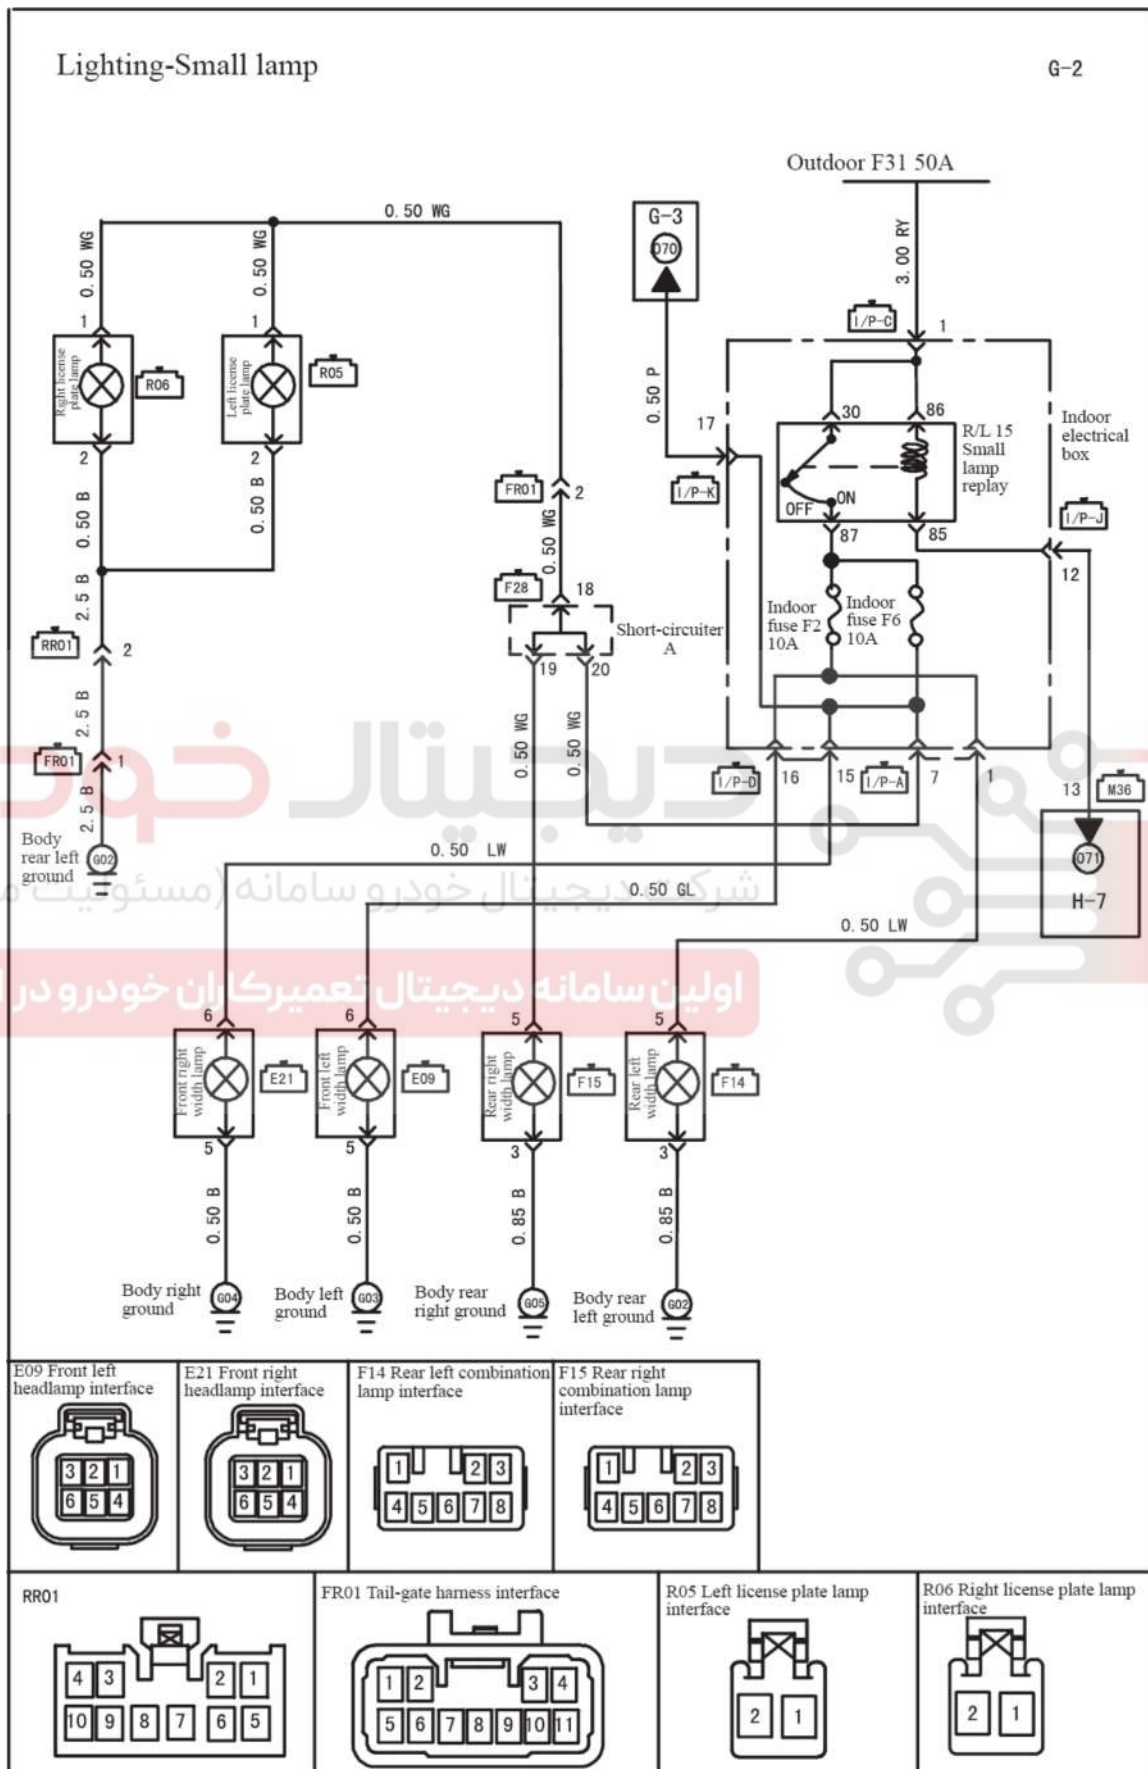 Lighting-Small lamp
G-2
Outdoor F31 50A
3.00 RY
0.50 WG
0.50 WG
0.50 WG
G-3
070
0.50 P
17
I/P-K
I/P-C
1
30
86
R/L 15
Small
lamp
replay
Indoor
electrical
box
OFF
ON
87
85
I/P-J
12
Indoor
fuse F2
10A
Indoor
fuse F6
10A
1
Right license
plate lamp
R06
2
1
Left license
plate lamp
R05
2
0.50 B
0.50 B
2.5 B
RR01
2
2.5 B
FR01
1
2.5 B
Body
rear left
ground
G02
FR01
2
0.50 WG
F28
18
Short-circuiter
A
19
20
0.50 WG
0.50 WG
I/P-D
16
15
I/P-A
7
1
13
M36
071
H-7
دیجیتال خود
شرکت دیجیتال خودرو سامانه (مسئولیت م
اولین سامانه دیجیتال تعمیرکاران خودرو در ا
0.50 LW
0.50 GL
0.50 LW
6
Front right
width lamp
E21
5
6
Front left
width lamp
E09
5
5
Rear right
width lamp
F15
3
5
Rear left
width lamp
F14
3
0.50 B
0.50 B
0.85 B
0.85 B
Body right
ground
G04
Body left
ground
G03
Body rear
right ground
G05
Body rear
left ground
G02
E09 Front left
headlamp interface
3 2 1
6 5 4
E21 Front right
headlamp interface
3 2 1
6 5 4
F14 Rear left combination
lamp interface
1 2 3
4 5 6 7 8
F15 Rear right
combination lamp
interface
1 2 3
4 5 6 7 8
RR01
4 3 2 1
10 9 8 7 6 5
FR01 Tail-gate harness interface
1 2 3 4
5 6 7 8 9 10 11
R05 Left license plate lamp
interface
2 1
R06 Right license plate lamp
interface
2 1